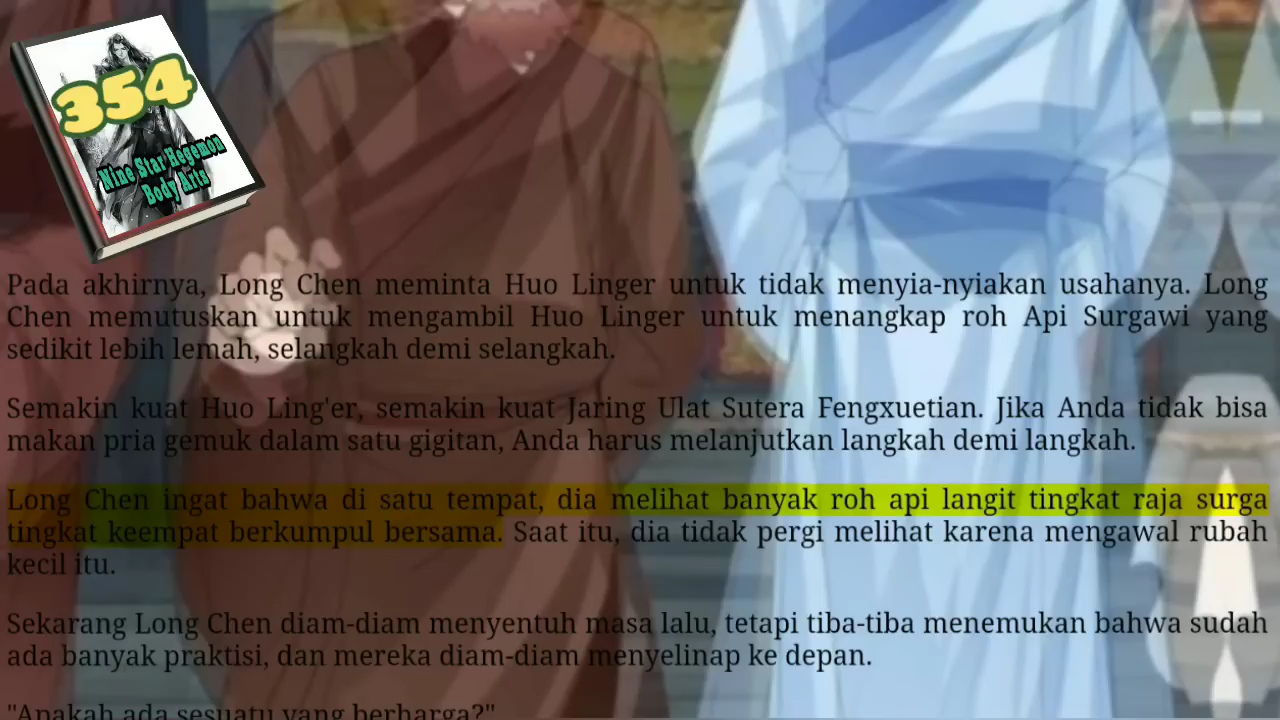 354
Nine Star Hegemon
Body Arts
Pada akhirnya, Long Chen meminta Huo Linger untuk tidak menyia-nyiakan usahanya. Long
Chen memutuskan untuk mengambil Huo Linger untuk menangkap roh Api Surgawi yang
sedikit lebih lemah, selangkah demi selangkah.
Semakin kuat Huo Ling'er, semakin kuat Jaring Ulat Sutera Fengxuetian. Jika Anda tidak bisa
makan pria gemuk dalam satu gigitan, Anda harus melanjutkan langkah demi langkah.
Long Chen ingat bahwa di satu tempat, dia melihat banyak roh api langit tingkat raja surga
tingkat keempat berkumpul bersama. Saat itu, dia tidak pergi melihat karena mengawal rubah
kecil itu.
Sekarang Long Chen diam-diam menyentuh masa lalu, tetapi tiba-tiba menemukan bahwa sudah
ada banyak praktisi, dan mereka diam-diam menyelinap ke depan.
"Apakah ada sesuatu yang berharga?"